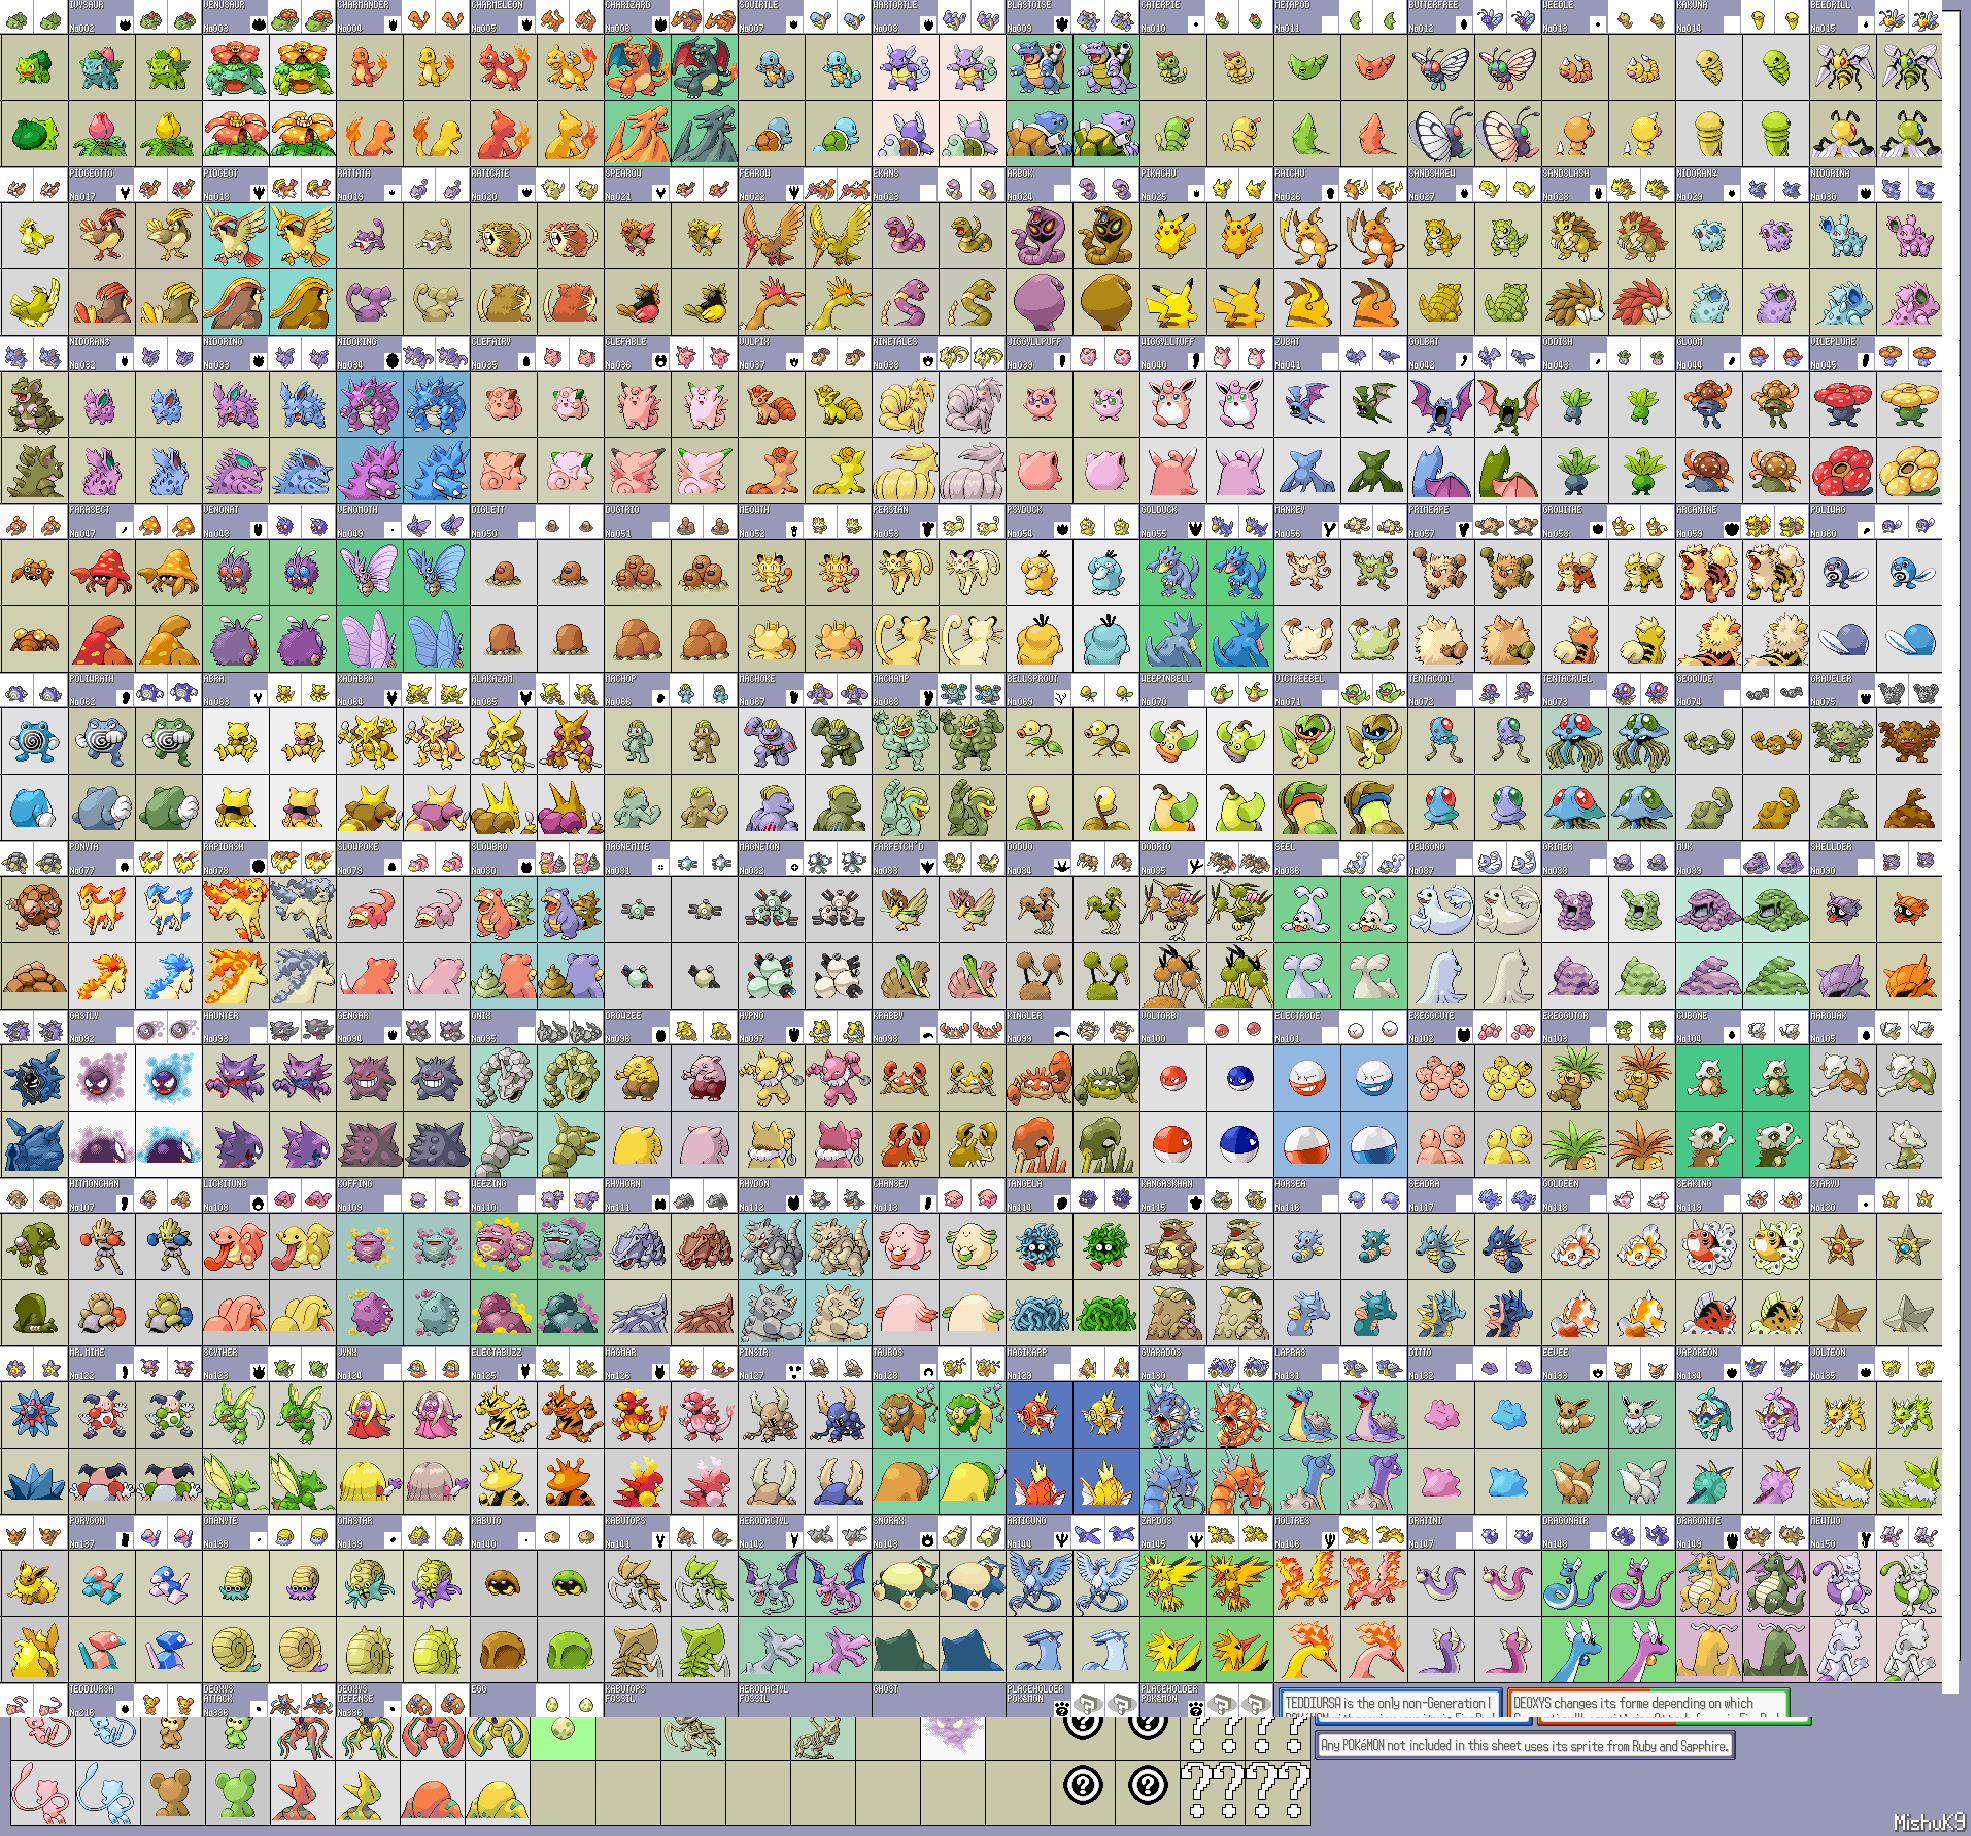 IVYSAUR VENUSAUR CHARMANDER CHARMELEON CHARIZARD SQUIRTLE WARTORTLE BLASTOISE CATERPIE METAPOD BUTTERFREE WEEDLE KAKUNA BEEDRILL
No002 No003 No004 No005 No006 No007 No008 No009 No010 No011 No012 No013 No014 No015
PIDGEOTTO PIDGEOT RATTATA RATICATE SPEAROW FEAROW EKANS ARBOK PIKACHU RAICHU SANDSHREW SANDSLASH NIDORAN♀ NIDORINA
No017 No018 No019 No020 No021 No022 No023 No024 No025 No026 No027 No028 No029 No030
NIDORAN♂ NIDORINO NIDOKING CLEFAIRY CLEFABLE VULPIX NINETALES JIGGYLLPUFF WIGGYLLTUFF ZUBAT GOLBAT ODDISH GLOOM VILEPLUME
No032 No033 No034 No035 No036 No037 No038 No039 No040 No041 No042 No043 No044 No045
PARASECT VENONAT VENOMOTH DIGLETT DUGTRIO MEOWTH PERSIAN PSYDUCK GOLDUCK MANKEY PRIMEAPE GROWITHE ARCANINE POLIWAG
No047 No048 No049 No050 No051 No052 No053 No054 No055 No056 No057 No058 No059 No060
POLIWRATH ABRA KADABRA ALAKAZAM MACHOP MACHOKE MACHAMP BELLSPROUT WEEPINBELL VICTREEBEL TENTACOOL TENTACRUEL GEODUDE GRAVELER
No062 No063 No064 No065 No066 No067 No068 No069 No070 No071 No072 No073 No074 No075
PONYTA RAPIDASH SLOWPOKE SLOWBRO MAGNEMITE MAGNETON FARFETCH'D DODUO DODRIO SEEL DEWGONG GRIMER MUK SHELLDER
No077 No078 No079 No080 No081 No082 No083 No084 No085 No086 No087 No088 No089 No090
GASTLY HAUNTER GENGAR ONIX DROWZEE HYPNO KRABBY KINGLER VOLTORB ELECTRODE EXEGGCUTE EXEGGUTOR CUBONE MAROWAK
No092 No093 No094 No095 No096 No097 No098 No099 No100 No101 No102 No103 No104 No105
HITMONCHAN LICKITUNG KOFFING WEEZING RHYHORN RHYDON CHANSEY TANGELA KANGASKHAN HORSEA SEADRA GOLDEEN SEAKING STARYU
No107 No108 No109 No110 No111 No112 No113 No114 No115 No116 No117 No118 No119 No120
MR. MIME SCYTHER JYNX ELECTABUZZ MAGMAR PINSIR TAUROS MAGIKARP GYARADOS LAPRAS DITTO EEVEE VAPOREON JOLTEON
No122 No123 No124 No125 No126 No127 No128 No129 No130 No131 No132 No133 No134 No135
PORYGON OMANYTE OMASTAR KABUTO KABUTOPS AERODACTYL SNORAX ARTICUNO ZAPDOS MOLTRES DRATINI DRAGONAIR DRAGONITE MEWTWO
No137 No138 No139 No140 No141 No142 No143 No144 No145 No146 No147 No148 No149 No150
TEDDIURSA DEOXYS DEOXYS EGG KABUTOPS AERODACTYL GHOST PLACEHOLDER PLACEHOLDER
ATTACK DEFENSE FOSSIL FOSSIL POKéMON POKéMON
No216 No386 No386
TEDDIURSA is the only non-Generation I
DEOXYS changes its forme depending on which
Any POKéMON not included in this sheet uses its sprite from Ruby and Sapphire.
MishuK9